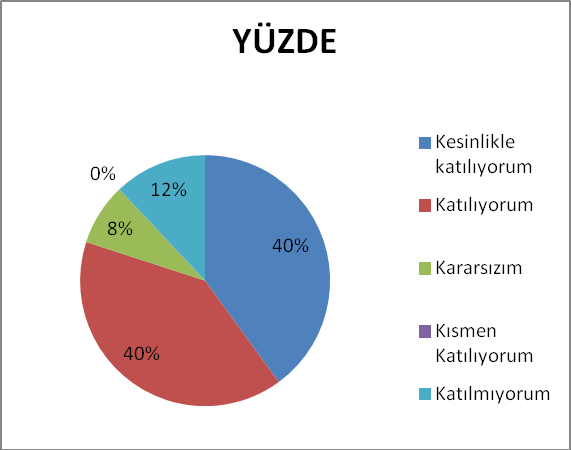 YÜZDE
0%
12%
8%
40%
40%
Kesinlikle
katılıyorum
Katılıyorum
Kararsızım
Kısmen
Katılıyorum
Katılmıyorum